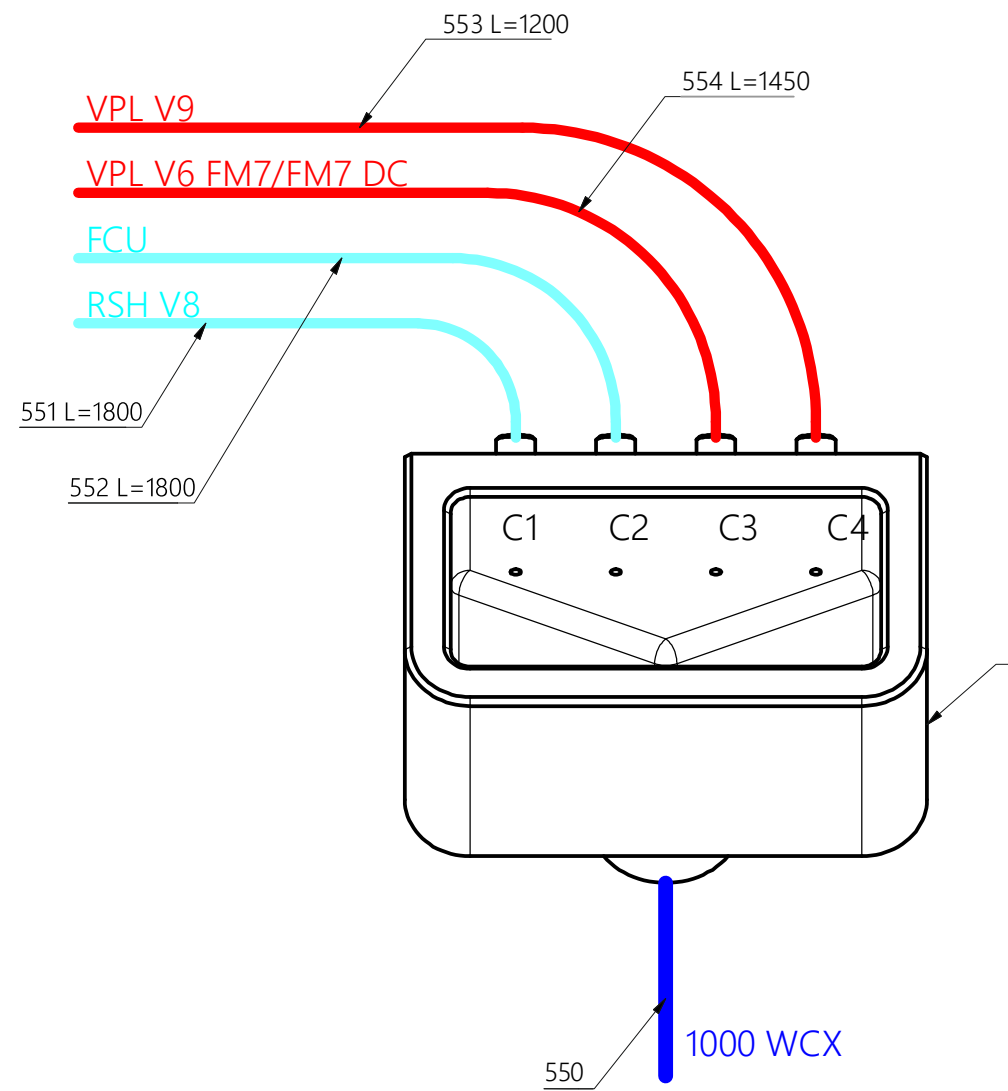 553 L=1200
554 L=1450
VPL V9
VPL V6 FM7/FM7 DC
FCU
RSH V8
551 L=1800
552 L=1800
C1 C2 C3 C4
1000 WCX
550